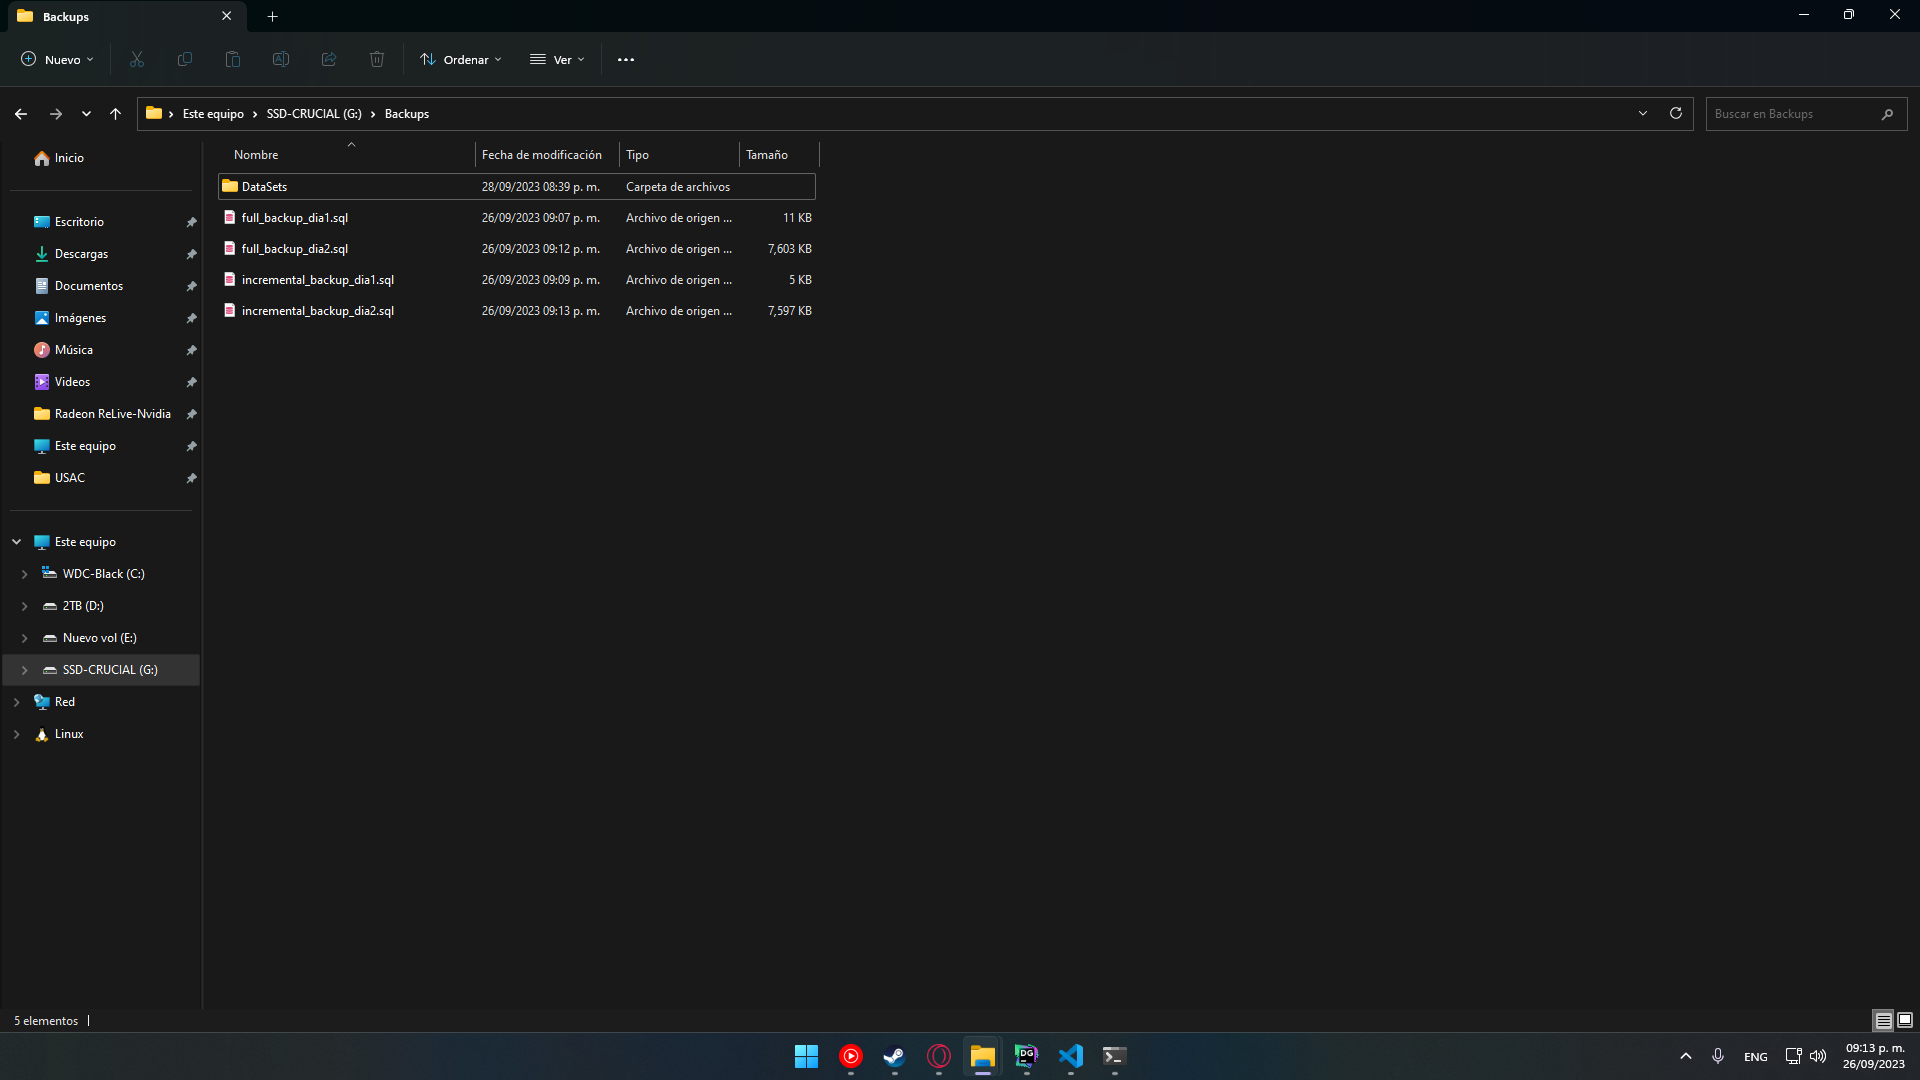 Backups
Nuevo
Ordenar
Ver
Este equipo
SSD-CRUCIAL (G:)
Backups
Buscar en Backups
Nombre Fecha de modificación Tipo Tamaño
DataSets 28/09/2023 08:39 p. m. Carpeta de archivos
full_backup_dia1.sql 26/09/2023 09:07 p. m. Archivo de origen ... 11 KB
full_backup_dia2.sql 26/09/2023 09:12 p. m. Archivo de origen ... 7,603 KB
incremental_backup_dia1.sql 26/09/2023 09:09 p. m. Archivo de origen ... 5 KB
incremental_backup_dia2.sql 26/09/2023 09:13 p. m. Archivo de origen ... 7,597 KB
Inicio
Escritorio
Descargas
Documentos
Imágenes
Música
Videos
Radeon ReLive-Nvidia
Este equipo
USAC
Este equipo
WDC-Black (C:)
2TB (D:)
Nuevo vol (E:)
SSD-CRUCIAL (G:)
Red
Linux
5 elementos
DG
ENG
09:13 p. m.
26/09/2023